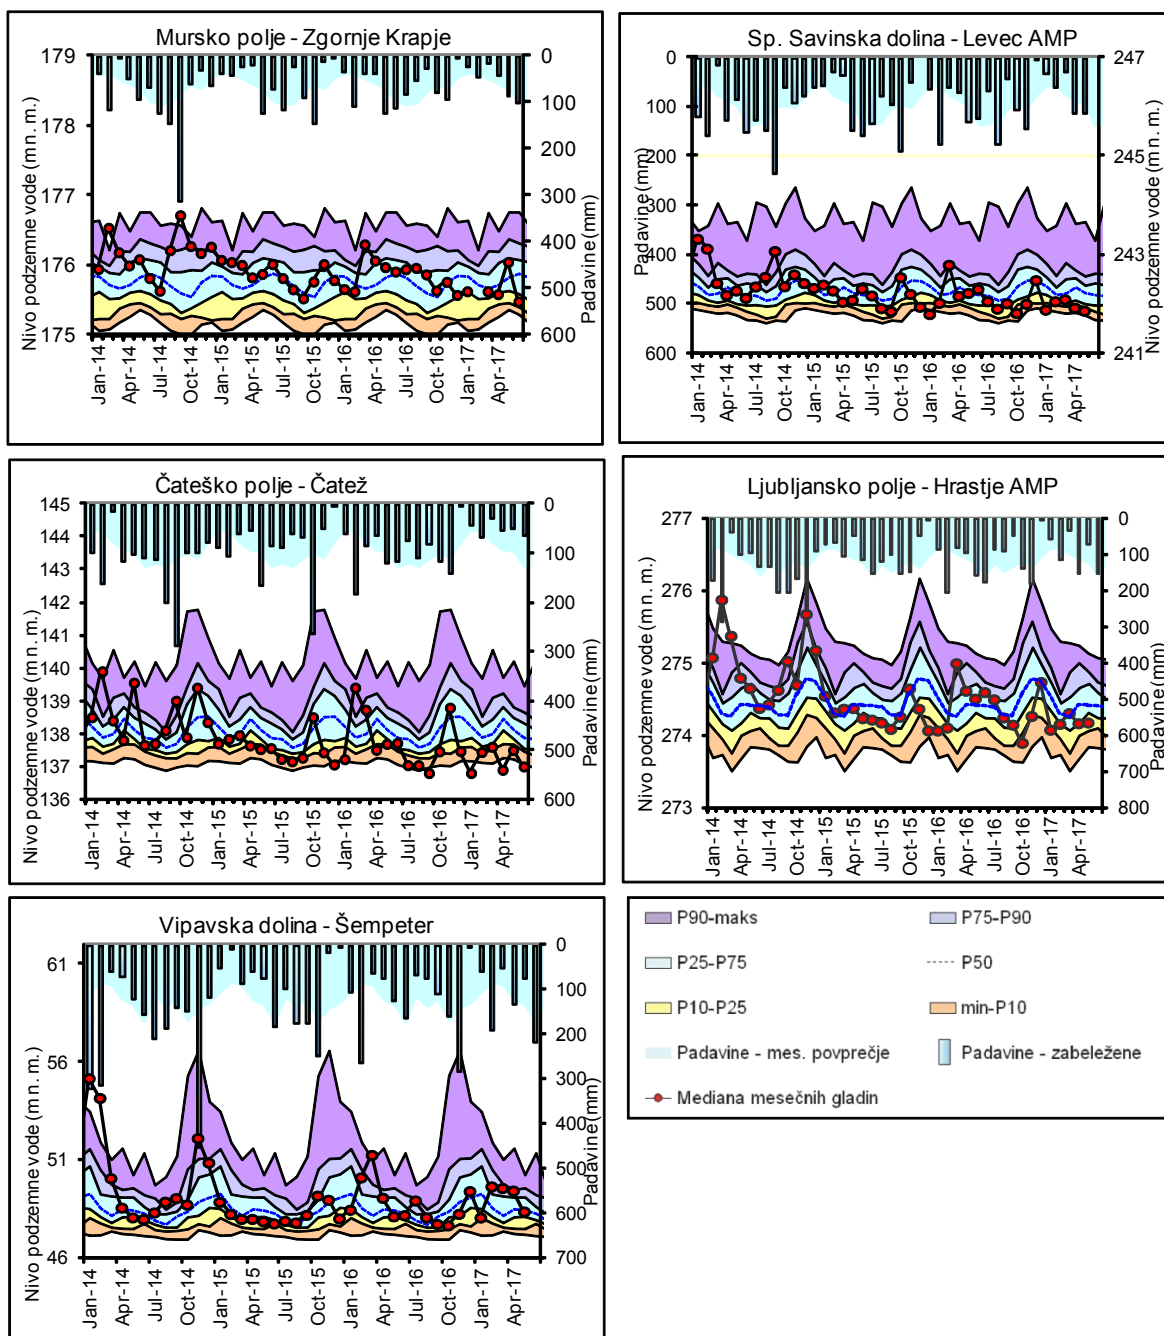 Mursko polje - Zgornje Krapje
Nivo podzemne vode (m n. m.)
179
178
177
176
175
0
100
200
300
400
500
600
Padavine (mm)
Jan-14
Apr-14
Jul-14
Oct-14
Jan-15
Apr-15
Jul-15
Oct-15
Jan-16
Apr-16
Jul-16
Oct-16
Jan-17
Apr-17
Sp. Savinska dolina - Levec AMP
Padavine (mm)
0
100
200
300
400
500
600
247
245
243
241
Nivo podzemne vode (m n. m.)
Jan-14
Apr-14
Jul-14
Oct-14
Jan-15
Apr-15
Jul-15
Oct-15
Jan-16
Apr-16
Jul-16
Oct-16
Jan-17
Apr-17
Čateško polje - Čatež
Nivo podzemne vode (m n. m.)
145
144
143
142
141
140
139
138
137
136
0
100
200
300
400
500
600
Padavine (mm)
Jan-14
Apr-14
Jul-14
Oct-14
Jan-15
Apr-15
Jul-15
Oct-15
Jan-16
Apr-16
Jul-16
Oct-16
Jan-17
Apr-17
Ljubljansko polje - Hrastje AMP
Nivo podzemne vode (m n. m.)
277
276
275
274
273
0
100
200
300
400
500
600
700
800
Padavine (mm)
Jan-14
Apr-14
Jul-14
Oct-14
Jan-15
Apr-15
Jul-15
Oct-15
Jan-16
Apr-16
Jul-16
Oct-16
Jan-17
Apr-17
Vipavska dolina - Šempeter
Nivo podzemne vode (m n. m.)
61
56
51
46
0
100
200
300
400
500
600
700
Padavine (mm)
Jan-14
Apr-14
Jul-14
Oct-14
Jan-15
Apr-15
Jul-15
Oct-15
Jan-16
Apr-16
Jul-16
Oct-16
Jan-17
Apr-17
P90-maks
P75-P90
P25-P75
P50
P10-P25
min-P10
Padavine - mes. povprečje
Padavine - zabeležene
Mediana mesečnih gladin